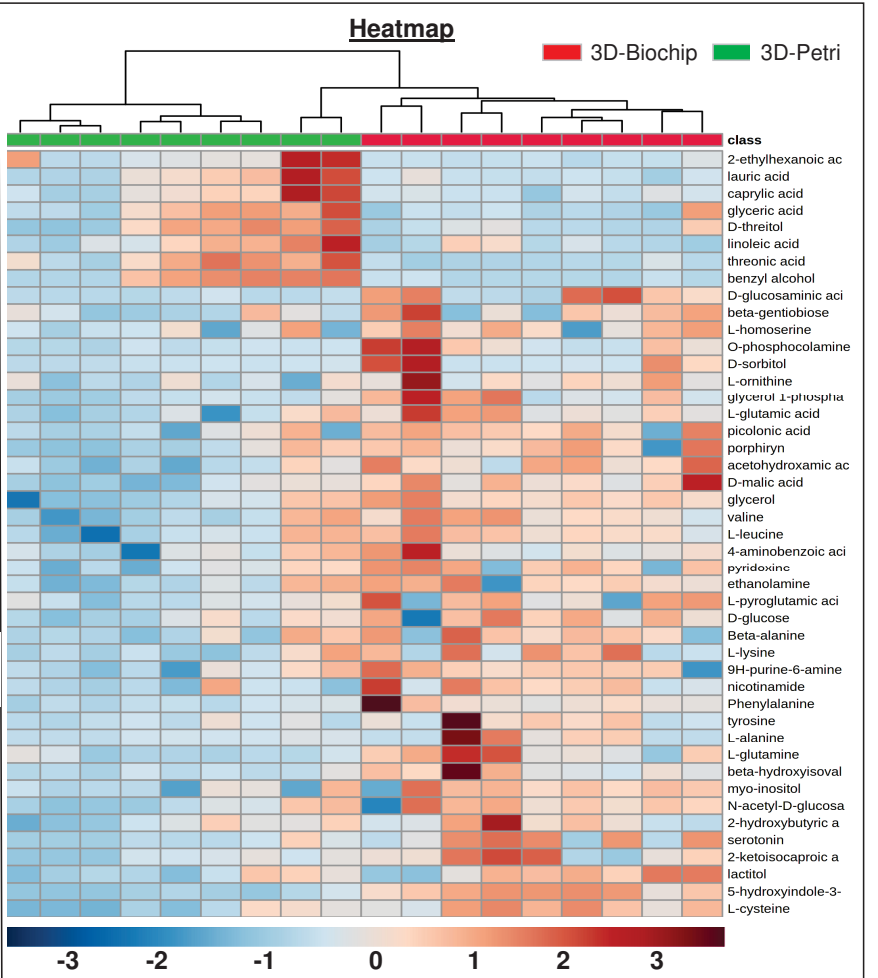 Heatmap
3D-Biochip 3D-Petri
class
2-ethylhexanoic ac
lauric acid
caprylic acid
glyceric acid
D-threitol
linoleic acid
threonic acid
benzyl alcohol
D-glucosaminic aci
beta-gentiobiose
L-homoserine
O-phosphocolamine
D-sorbitol
L-ornithine
glycerol 1-phospha
L-glutamic acid
picolonic acid
porphiryn
acetohydroxamic ac
D-malic acid
glycerol
valine
L-leucine
4-aminobenzoic aci
pyridoxine
ethanolamine
L-pyroglutamic aci
D-glucose
Beta-alanine
L-lysine
9H-purine-6-amine
nicotinamide
Phenylalanine
tyrosine
L-alanine
L-glutamine
beta-hydroxyisoval
myo-inositol
N-acetyl-D-glucosa
2-hydroxybutyric a
serotonin
2-ketoisocaproic a
lactitol
5-hydroxyindole-3-
L-cysteine
-3 -2 -1 0 1 2 3